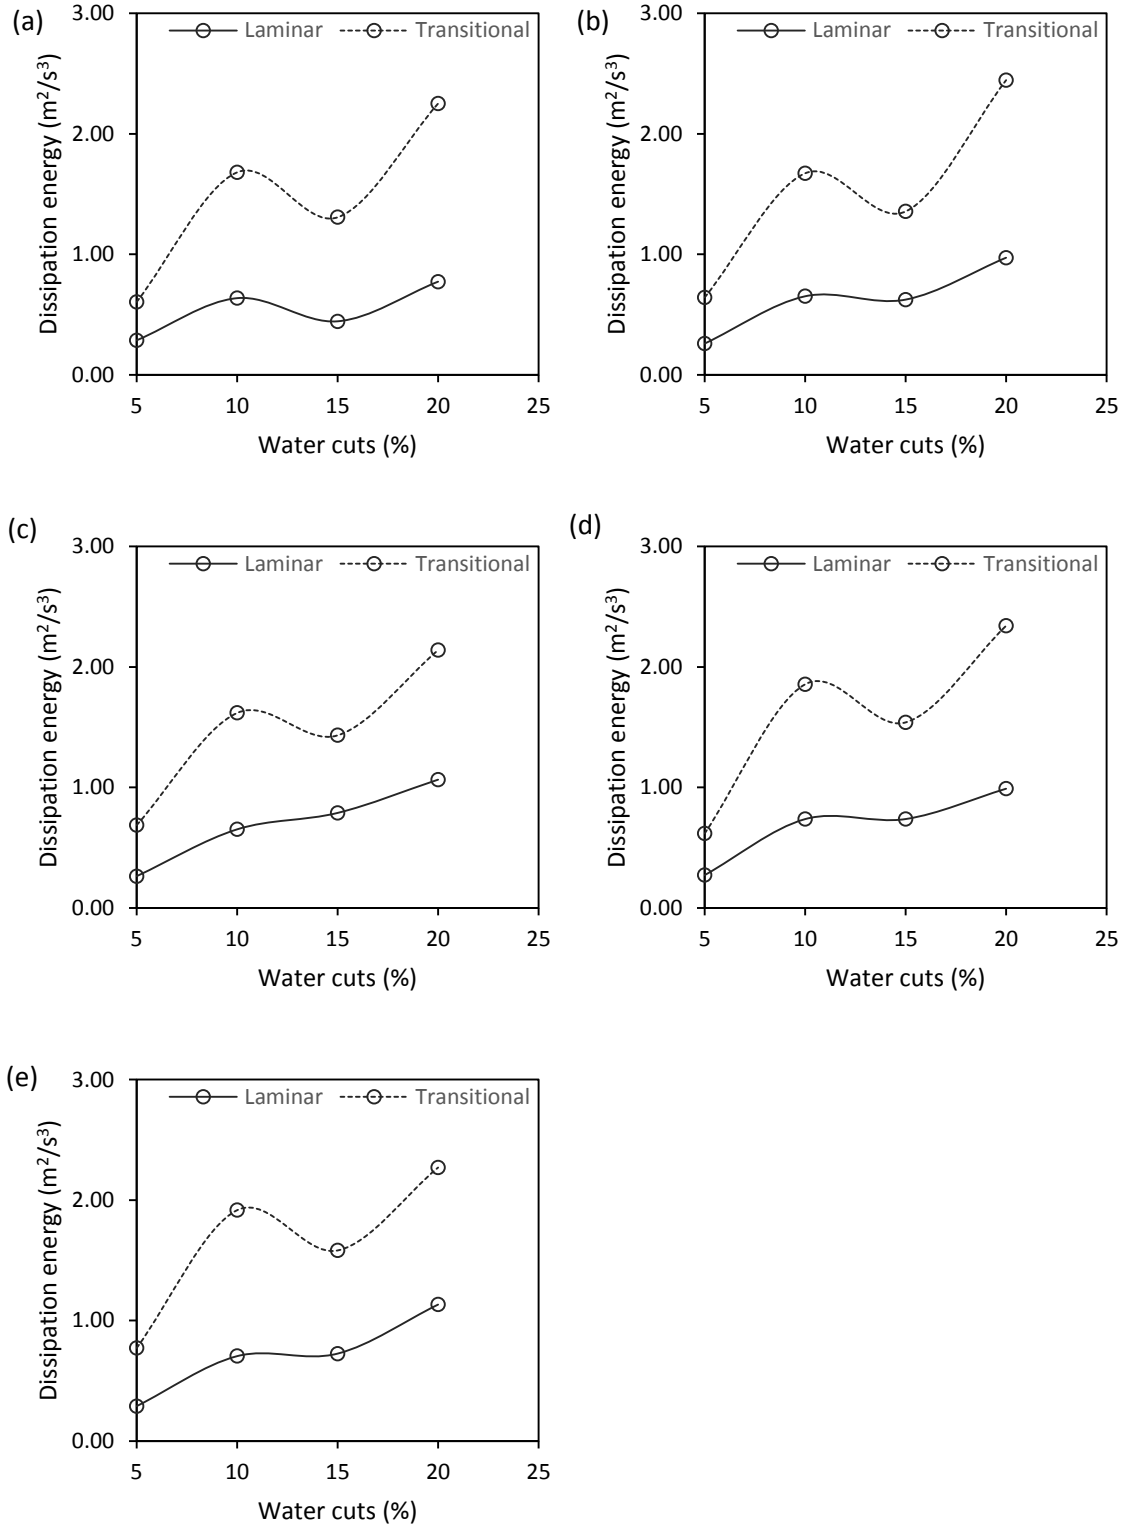 (a)
Laminar Transitional
Dissipation energy (m²/s³)
3.00
2.00
1.00
0.00
5 10 15 20 25
Water cuts (%)
(b)
Laminar Transitional
Dissipation energy (m²/s³)
3.00
2.00
1.00
0.00
5 10 15 20 25
Water cuts (%)
(c)
Laminar Transitional
Dissipation energy (m²/s³)
3.00
2.00
1.00
0.00
5 10 15 20 25
Water cuts (%)
(d)
Laminar Transitional
Dissipation energy (m²/s³)
3.00
2.00
1.00
0.00
5 10 15 20 25
Water cuts (%)
(e)
Laminar Transitional
Dissipation energy (m²/s³)
3.00
2.00
1.00
0.00
5 10 15 20 25
Water cuts (%)